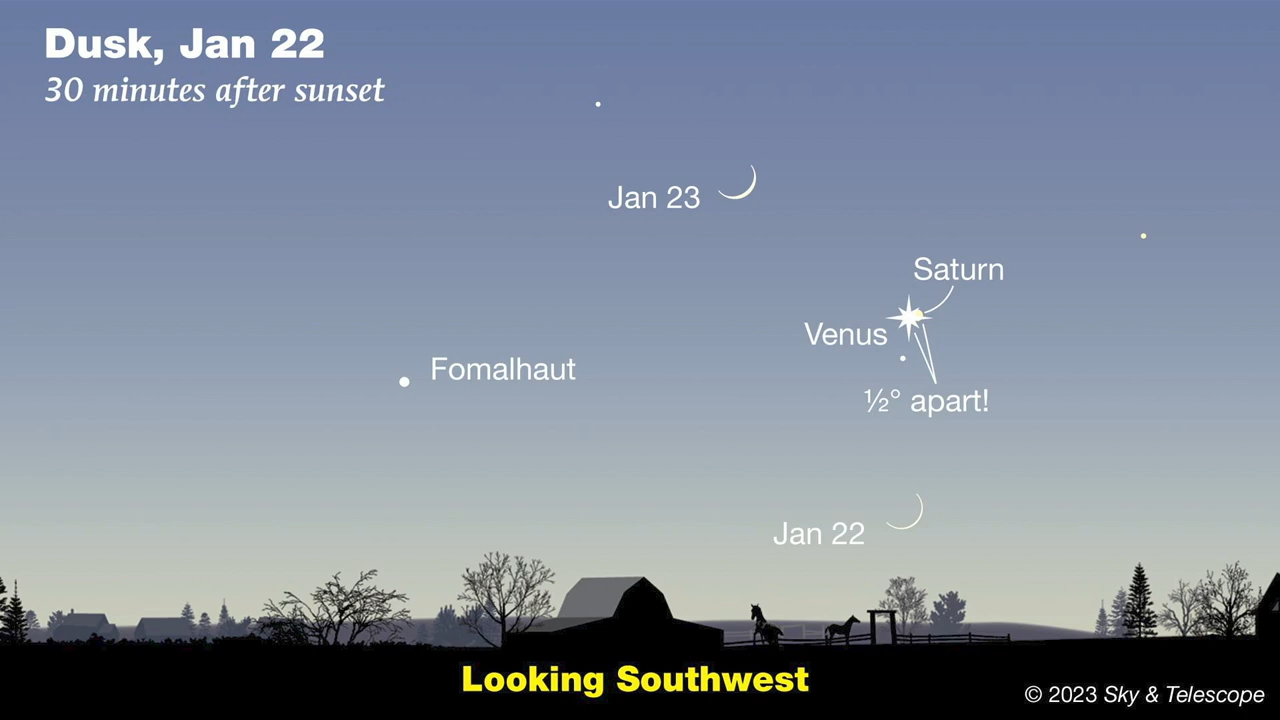 Dusk, Jan 22
30 minutes after sunset
Jan 23
Saturn
Venus
Fomalhaut
½° apart!
Jan 22
Looking Southwest
© 2023 Sky & Telescope